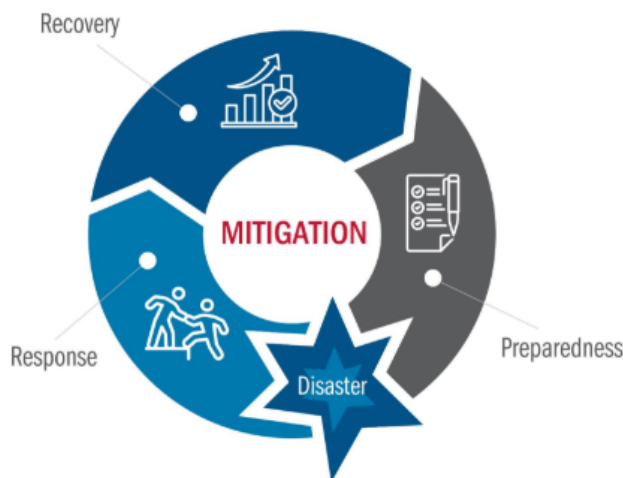 Recovery
MITIGATION
Response
Preparedness
Disaster